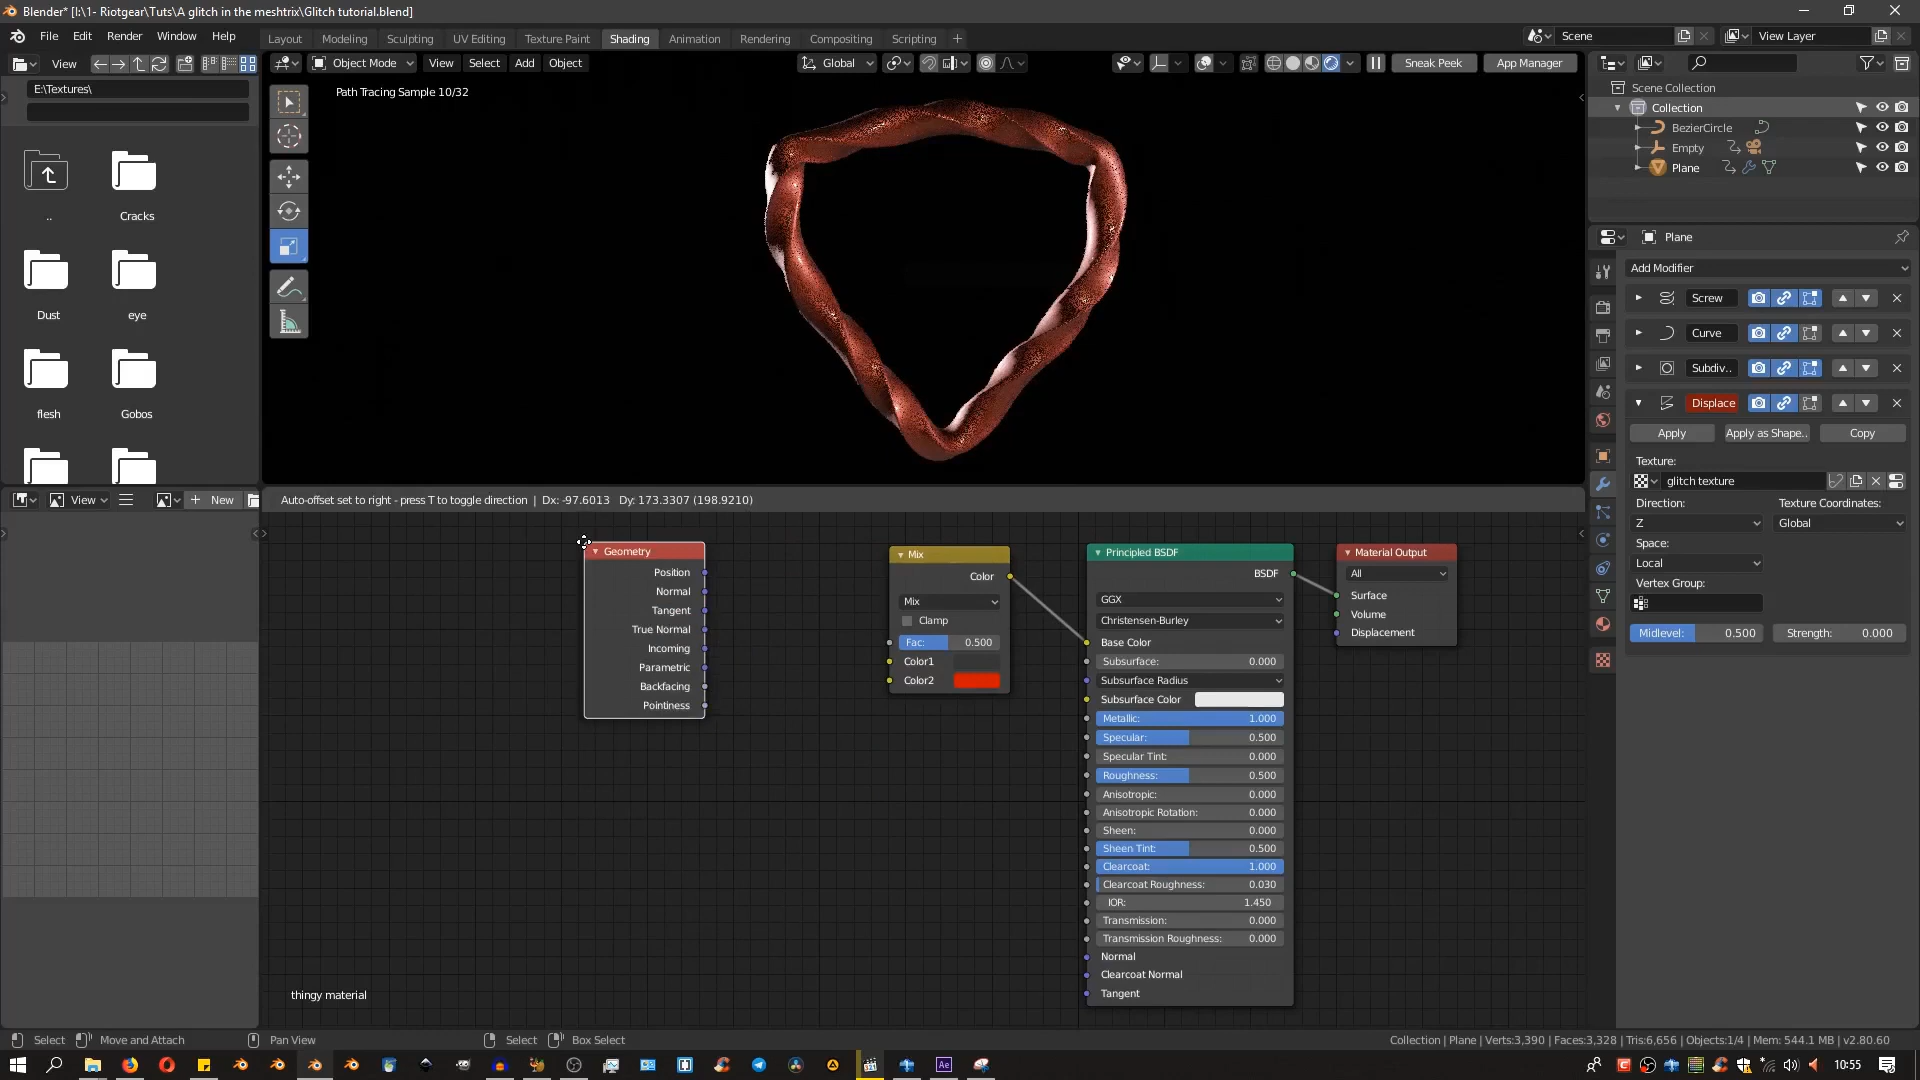 Blender* [I:\1- Riotgear\Tuts\A glitch in the meshtrix\Glitch tutorial.blend]
File Edit Render Window Help
Layout Modeling Sculpting UV Editing Texture Paint Shading Animation Rendering Compositing Scripting
Scene
View Layer
View
Object Mode View Select Add Object
Global
Sneak Peek
App Manager
E:\Textures\
..
Cracks
Dust
eye
flesh
Gobos
Path Tracing Sample 10/32
Scene Collection
Collection
BezierCircle
Empty
Plane
Plane
Add Modifier
Screw
Curve
Subdiv..
Displace
Apply
Apply as Shape..
Copy
Texture:
glitch texture
Direction:
Texture Coordinates:
Z
Global
Space:
Local
Vertex Group:
Midlevel: 0.500
Strength: 0.000
View
New
Auto-offset set to right - press T to toggle direction | Dx: -97.6013 Dy: 173.3307 (198.9210)
Geometry
Position
Normal
Tangent
True Normal
Incoming
Parametric
Backfacing
Pointiness
Mix
Color
Mix
Clamp
Fac: 0.500
Color1
Color2
Principled BSDF
BSDF
GGX
Christensen-Burley
Base Color
Subsurface: 0.000
Subsurface Radius
Subsurface Color
Metallic: 1.000
Specular: 0.500
Specular Tint: 0.000
Roughness: 0.500
Anisotropic: 0.000
Anisotropic Rotation: 0.000
Sheen: 0.000
Sheen Tint: 0.500
Clearcoat: 1.000
Clearcoat Roughness: 0.030
IOR: 1.450
Transmission: 0.000
Transmission Roughness: 0.000
Normal
Clearcoat Normal
Tangent
Material Output
All
Surface
Volume
Displacement
thingy material
Select
Move and Attach
Pan View
Select
Box Select
Collection | Plane | Verts:3,390 | Faces:3,328 | Tris:6,656 | Objects:1/4 | Mem: 544.1 MB | v2.80.60
Ae
10:55